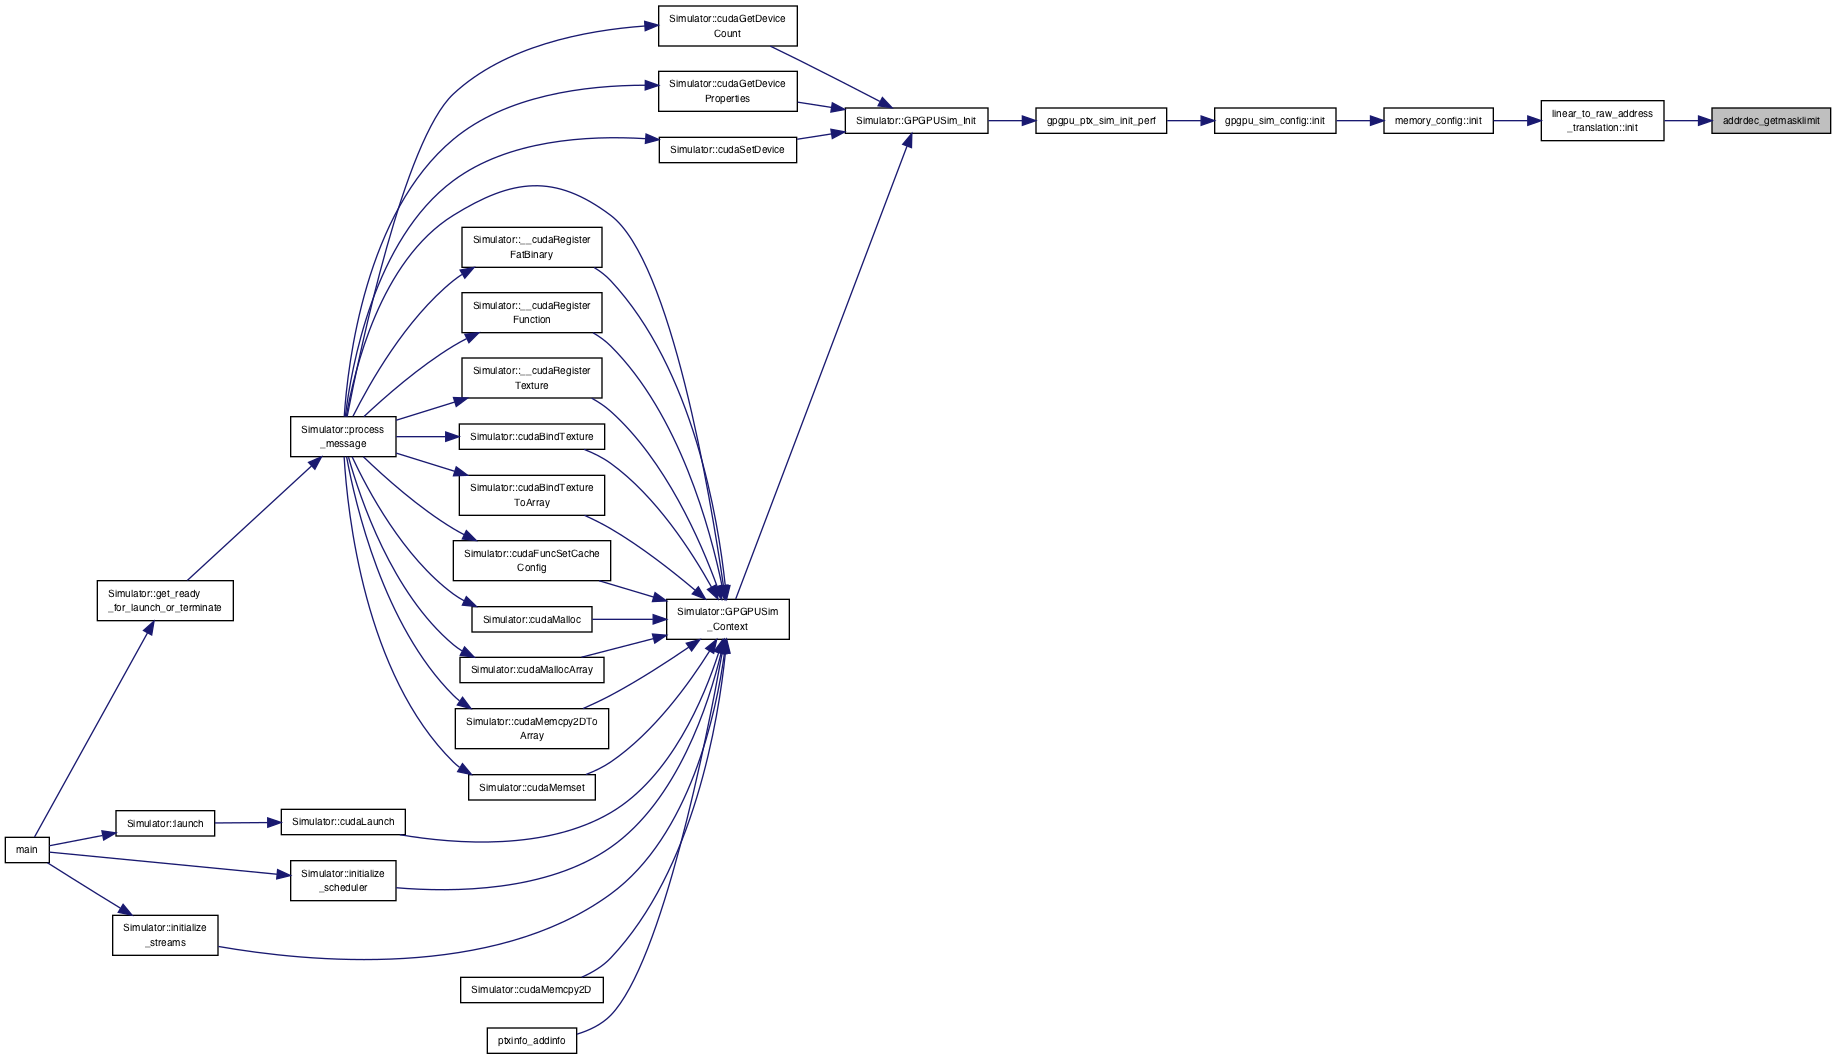 Simulator::cudaGetDevice
Count
Simulator::cudaGetDevice
Properties
Simulator::GPGPUSim_Init
gpgpu_ptx_sim_init_perf
gpgpu_sim_config::init
memory_config::init
linear_to_raw_address
_translation::init
addrdec_getmasklimit
Simulator::cudaSetDevice
Simulator::__cudaRegister
FatBinary
Simulator::__cudaRegister
Function
Simulator::__cudaRegister
Texture
Simulator::process
_message
Simulator::cudaBindTexture
Simulator::cudaBindTexture
ToArray
Simulator::cudaFuncSetCache
Config
Simulator::get_ready
_for_launch_or_terminate
Simulator::cudaMalloc
Simulator::GPGPUSim
_Context
Simulator::cudaMallocArray
Simulator::cudaMemcpy2DTo
Array
Simulator::cudaMemset
Simulator::launch
Simulator::cudaLaunch
main
Simulator::initialize
_scheduler
Simulator::initialize
_streams
Simulator::cudaMemcpy2D
ptxinfo_addinfo